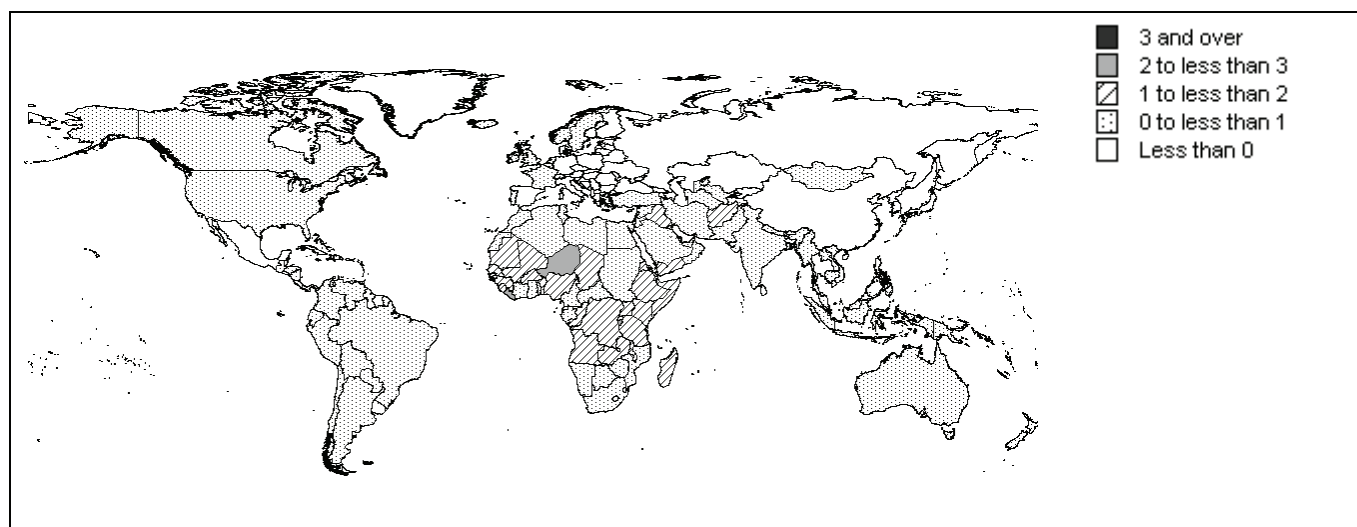 3 and over
2 to less than 3
1 to less than 2
0 to less than 1
Less than 0